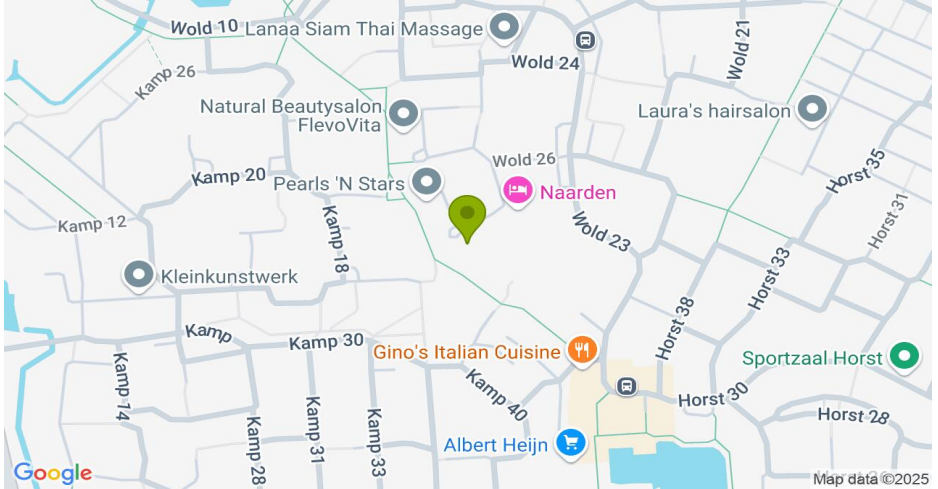 Wold 10
Lanaa Siam Thai Massage
Wold 21
Wold 24
Kamp 26
Natural Beautysalon
FlevoVita
Laura's hairsalon
Wold 26
Horst 35
Kamp 20
Pearls 'N Stars
Naarden
Horst 31
Kamp 12
Kamp 18
Wold 23
Kleinkunstwerk
Horst 33
Horst 38
Kamp
Kamp 30
Gino's Italian Cuisine
Sportzaal Horst
Kamp 14
Kamp 40
Horst 30
Horst 28
Kamp 28
Kamp 31
Kamp 33
Albert Heijn
Google
Map data ©2025